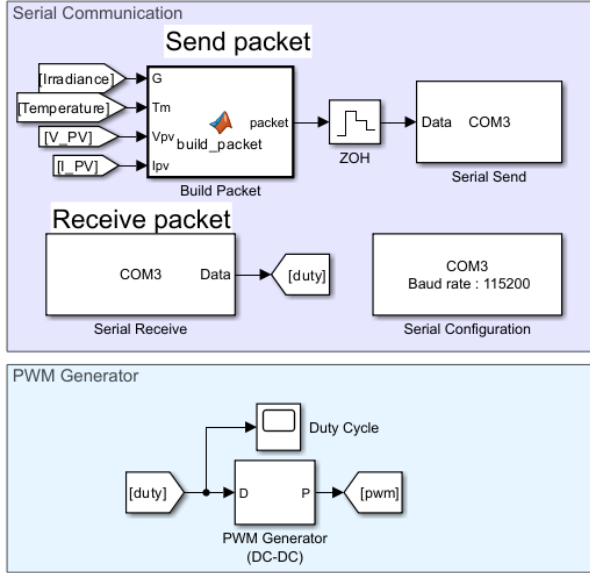 Serial Communication
Send packet
[Irradiance]
[Temperature]
[V_PV]
[I_PV]
G
Tm
Vpv
Ipv
build_packet
packet
Build Packet
ZOH
Data
COM3
Serial Send
Receive packet
COM3
Data
Serial Receive
[duty]
COM3
Baud rate : 115200
Serial Configuration
PWM Generator
Duty Cycle
[duty]
D
P
[pwm]
PWM Generator
(DC-DC)